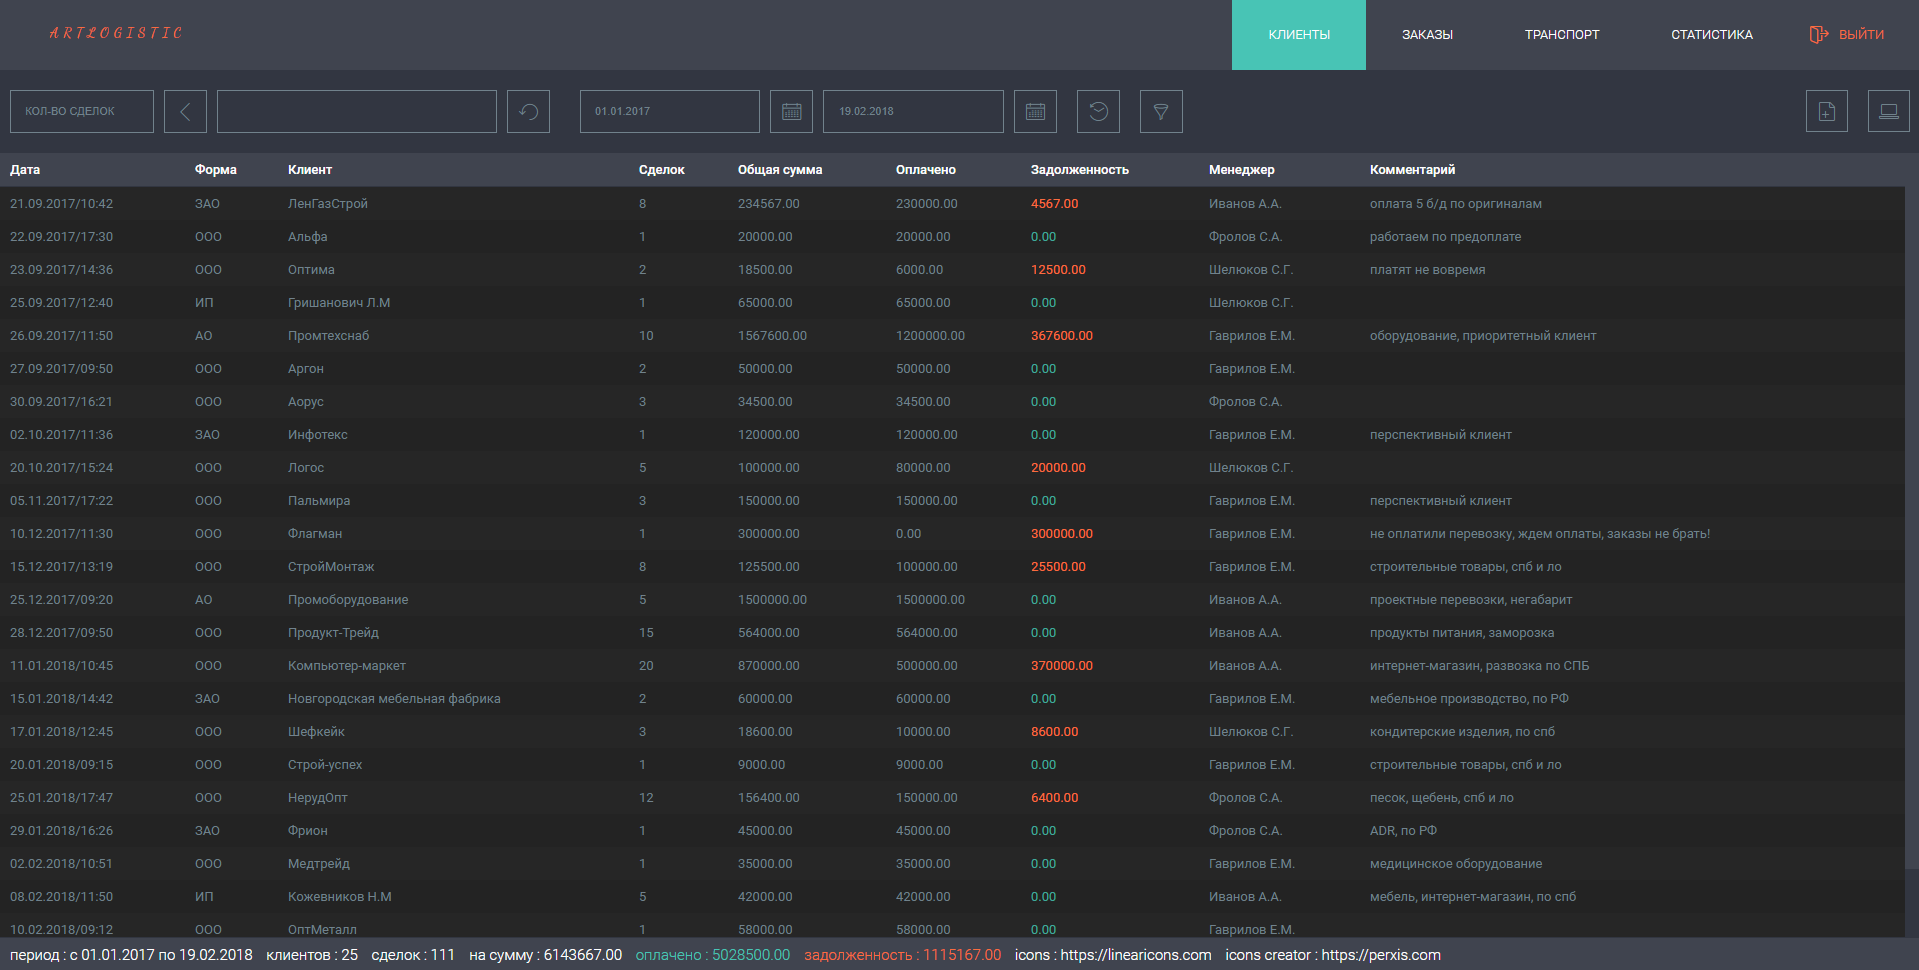 ARTLOGISTIC КЛИЕНТЫ ЗАКАЗЫ ТРАНСПОРТ СТАТИСТИКА ВЫЙТИ
КОЛ-ВО СДЕЛОК 01.01.2017 19.02.2018
Дата Форма Клиент Сделок Общая сумма Оплачено Задолженность Менеджер Комментарий
21.09.2017/10:42 ЗАО ЛенГазСтрой 8 234567.00 230000.00 4567.00 Иванов А.А. оплата 5 б/д по оригиналам
22.09.2017/17:30 ООО Альфа 1 20000.00 20000.00 0.00 Фролов С.А. работаем по предоплате
23.09.2017/14:36 ООО Оптима 2 18500.00 6000.00 12500.00 Шелюков С.Г. платят не вовремя
25.09.2017/12:40 ИП Гришанович Л.М 1 65000.00 65000.00 0.00 Шелюков С.Г.
26.09.2017/11:50 АО Промтехснаб 10 1567600.00 1200000.00 367600.00 Гаврилов Е.М. оборудование, приоритетный клиент
27.09.2017/09:50 ООО Аргон 2 50000.00 50000.00 0.00 Гаврилов Е.М.
30.09.2017/16:21 ООО Аорус 3 34500.00 34500.00 0.00 Фролов С.А.
02.10.2017/11:36 ЗАО Инфотекс 1 120000.00 120000.00 0.00 Гаврилов Е.М. перспективный клиент
20.10.2017/15:24 ООО Логос 5 100000.00 80000.00 20000.00 Шелюков С.Г.
05.11.2017/17:22 ООО Пальмира 3 150000.00 150000.00 0.00 Гаврилов Е.М. перспективный клиент
10.12.2017/11:30 ООО Флагман 1 300000.00 0.00 300000.00 Гаврилов Е.М. не оплатили перевозку, ждем оплаты, заказы не брать!
15.12.2017/13:19 ООО СтройМонтаж 8 125500.00 100000.00 25500.00 Гаврилов Е.М. строительные товары, спб и ло
25.12.2017/09:20 АО Промоборудование 5 1500000.00 1500000.00 0.00 Иванов А.А. проектные перевозки, негабарит
28.12.2017/09:50 ООО Продукт-Трейд 15 564000.00 564000.00 0.00 Иванов А.А. продукты питания, заморозка
11.01.2018/10:45 ООО Компьютер-маркет 20 870000.00 500000.00 370000.00 Иванов А.А. интернет-магазин, развозка по СПБ
15.01.2018/14:42 ЗАО Новгородская мебельная фабрика 2 60000.00 60000.00 0.00 Гаврилов Е.М. мебельное производство, по РФ
17.01.2018/12:45 ООО Шефкейк 3 18600.00 10000.00 8600.00 Шелюков С.Г. кондитерские изделия, по спб
20.01.2018/09:15 ООО Строй-успех 1 9000.00 9000.00 0.00 Гаврилов Е.М. строительные товары, спб и ло
25.01.2018/17:47 ООО НерудОпт 12 156400.00 150000.00 6400.00 Фролов С.А. песок, щебень, спб и ло
29.01.2018/16:26 ЗАО Фрион 1 45000.00 45000.00 0.00 Фролов С.А. ADR, по РФ
02.02.2018/10:51 ООО Медтрейд 1 35000.00 35000.00 0.00 Гаврилов Е.М. медицинское оборудование
08.02.2018/11:50 ИП Кожевников Н.М 5 42000.00 42000.00 0.00 Иванов А.А. мебель, интернет-магазин, по спб
10.02.2018/09:12 ООО ОптМеталл 1 58000.00 58000.00 0.00 Гаврилов Е.М.
период : с 01.01.2017 по 19.02.2018 клиентов : 25 сделок : 111 на сумму : 6143667.00 оплачено : 5028500.00 задолженность : 1115167.00 icons : https://linearicons.com icons creator : https://perxis.com